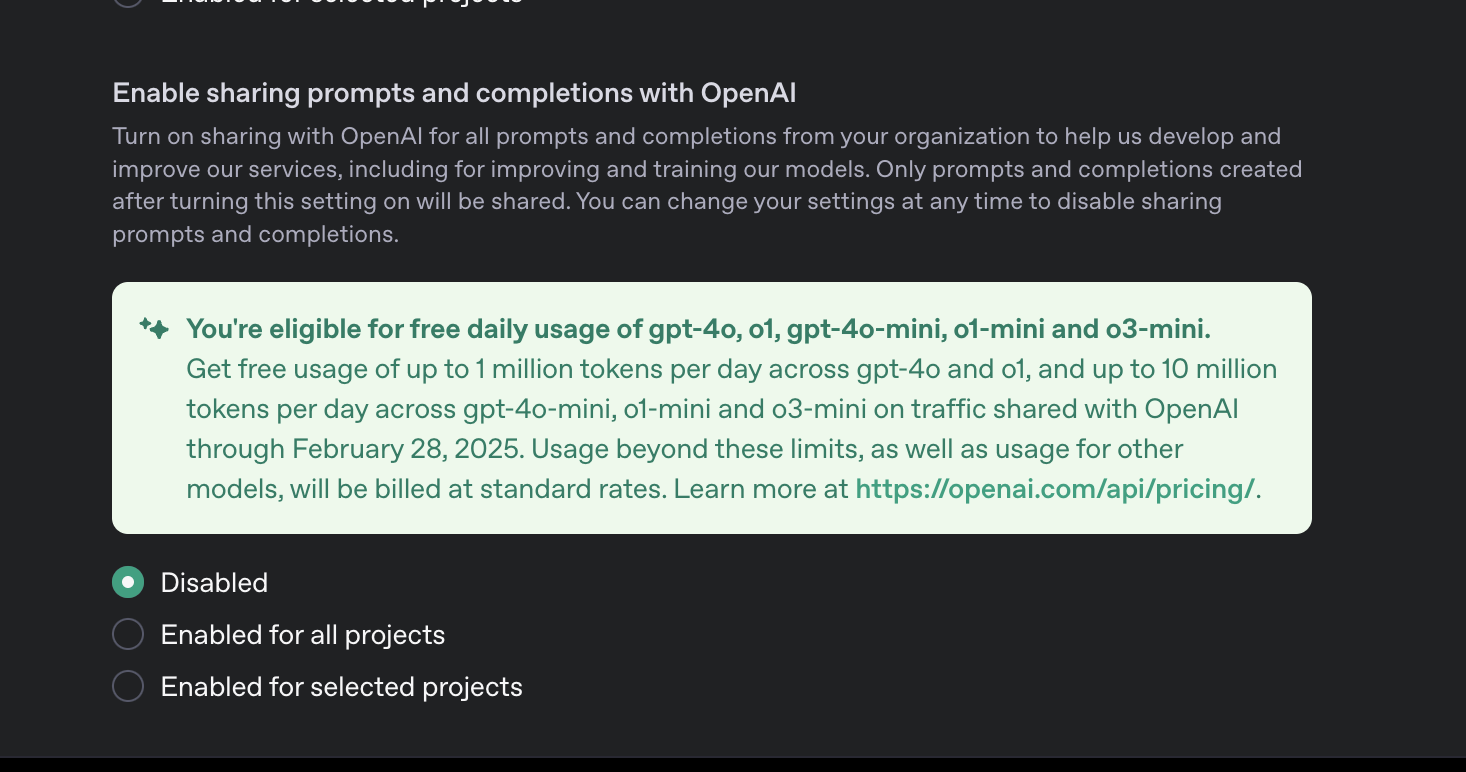 Enabled for selected projects
Enable sharing prompts and completions with OpenAI
Turn on sharing with OpenAI for all prompts and completions from your organization to help us develop and
improve our services, including for improving and training our models. Only prompts and completions created
after turning this setting on will be shared. You can change your settings at any time to disable sharing
prompts and completions.
You're eligible for free daily usage of gpt-4o, o1, gpt-4o-mini, o1-mini and o3-mini.
Get free usage of up to 1 million tokens per day across gpt-4o and o1, and up to 10 million
tokens per day across gpt-4o-mini, o1-mini and o3-mini on traffic shared with OpenAI
through February 28, 2025. Usage beyond these limits, as well as usage for other
models, will be billed at standard rates. Learn more at https://openai.com/api/pricing/.
Disabled
Enabled for all projects
Enabled for selected projects